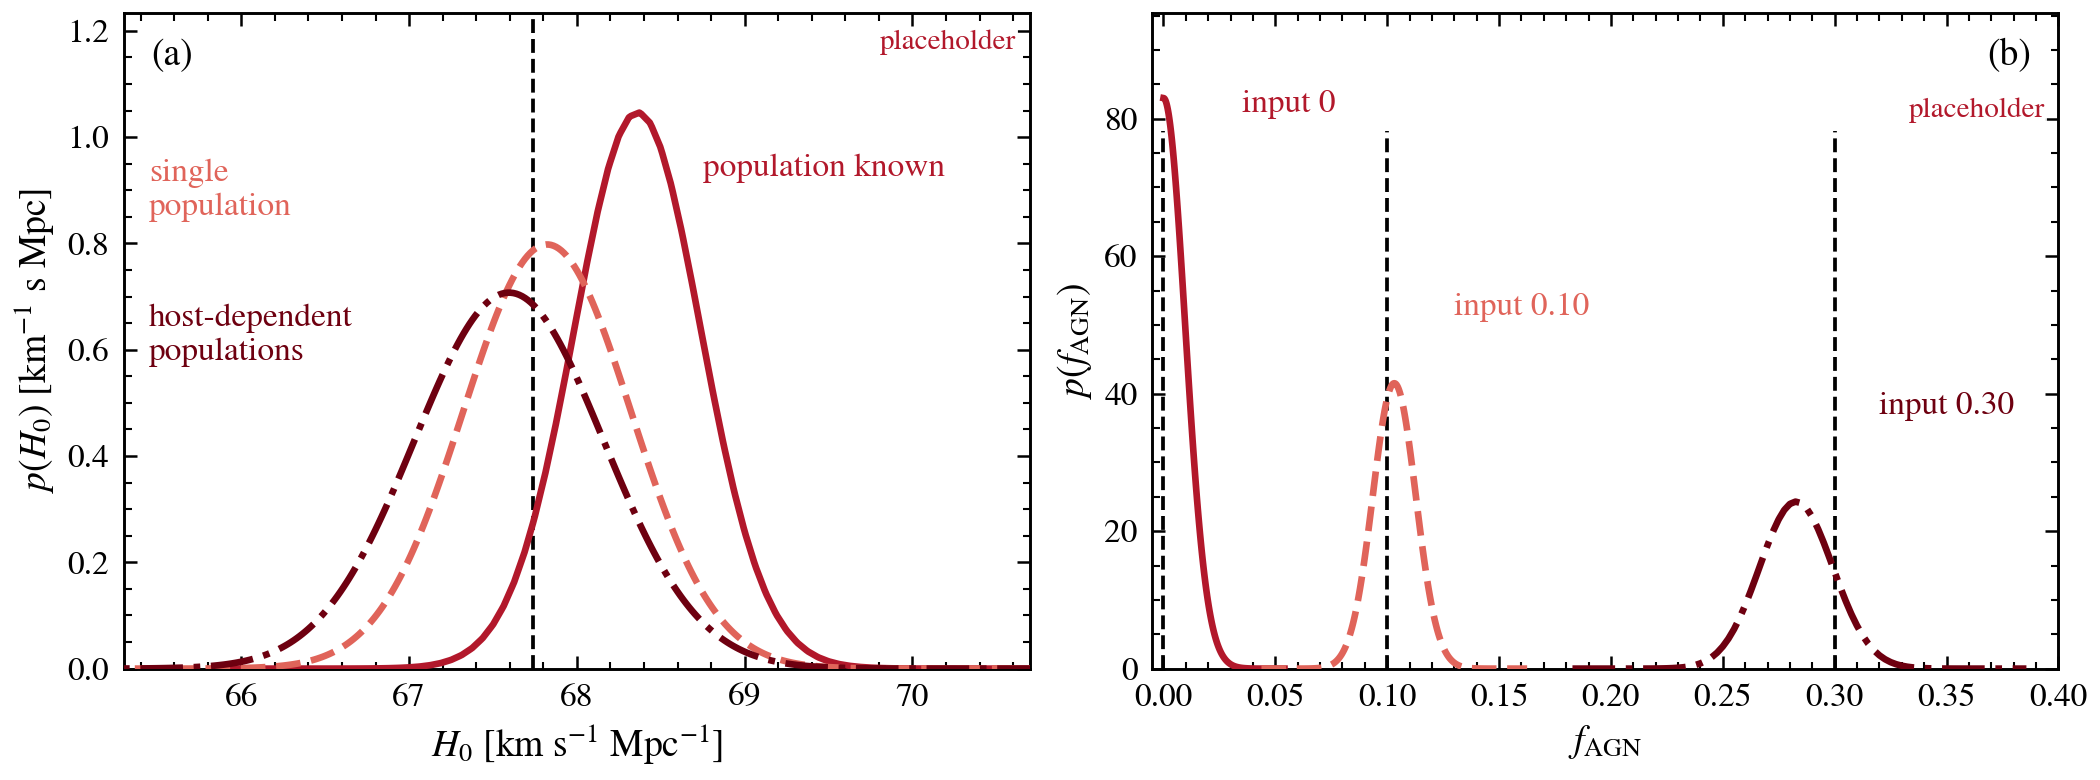 (a)
placeholder
single
population
population known
host-dependent
populations
1.2
1.0
0.8
0.6
0.4
0.2
0.0
p(H₀) [km⁻¹ s Mpc]
66
67
68
69
70
H₀ [km s⁻¹ Mpc⁻¹]
(b)
input 0
placeholder
input 0.10
input 0.30
80
60
40
20
0
p(f_AGN)
0.00
0.05
0.10
0.15
0.20
0.25
0.30
0.35
0.40
f_AGN